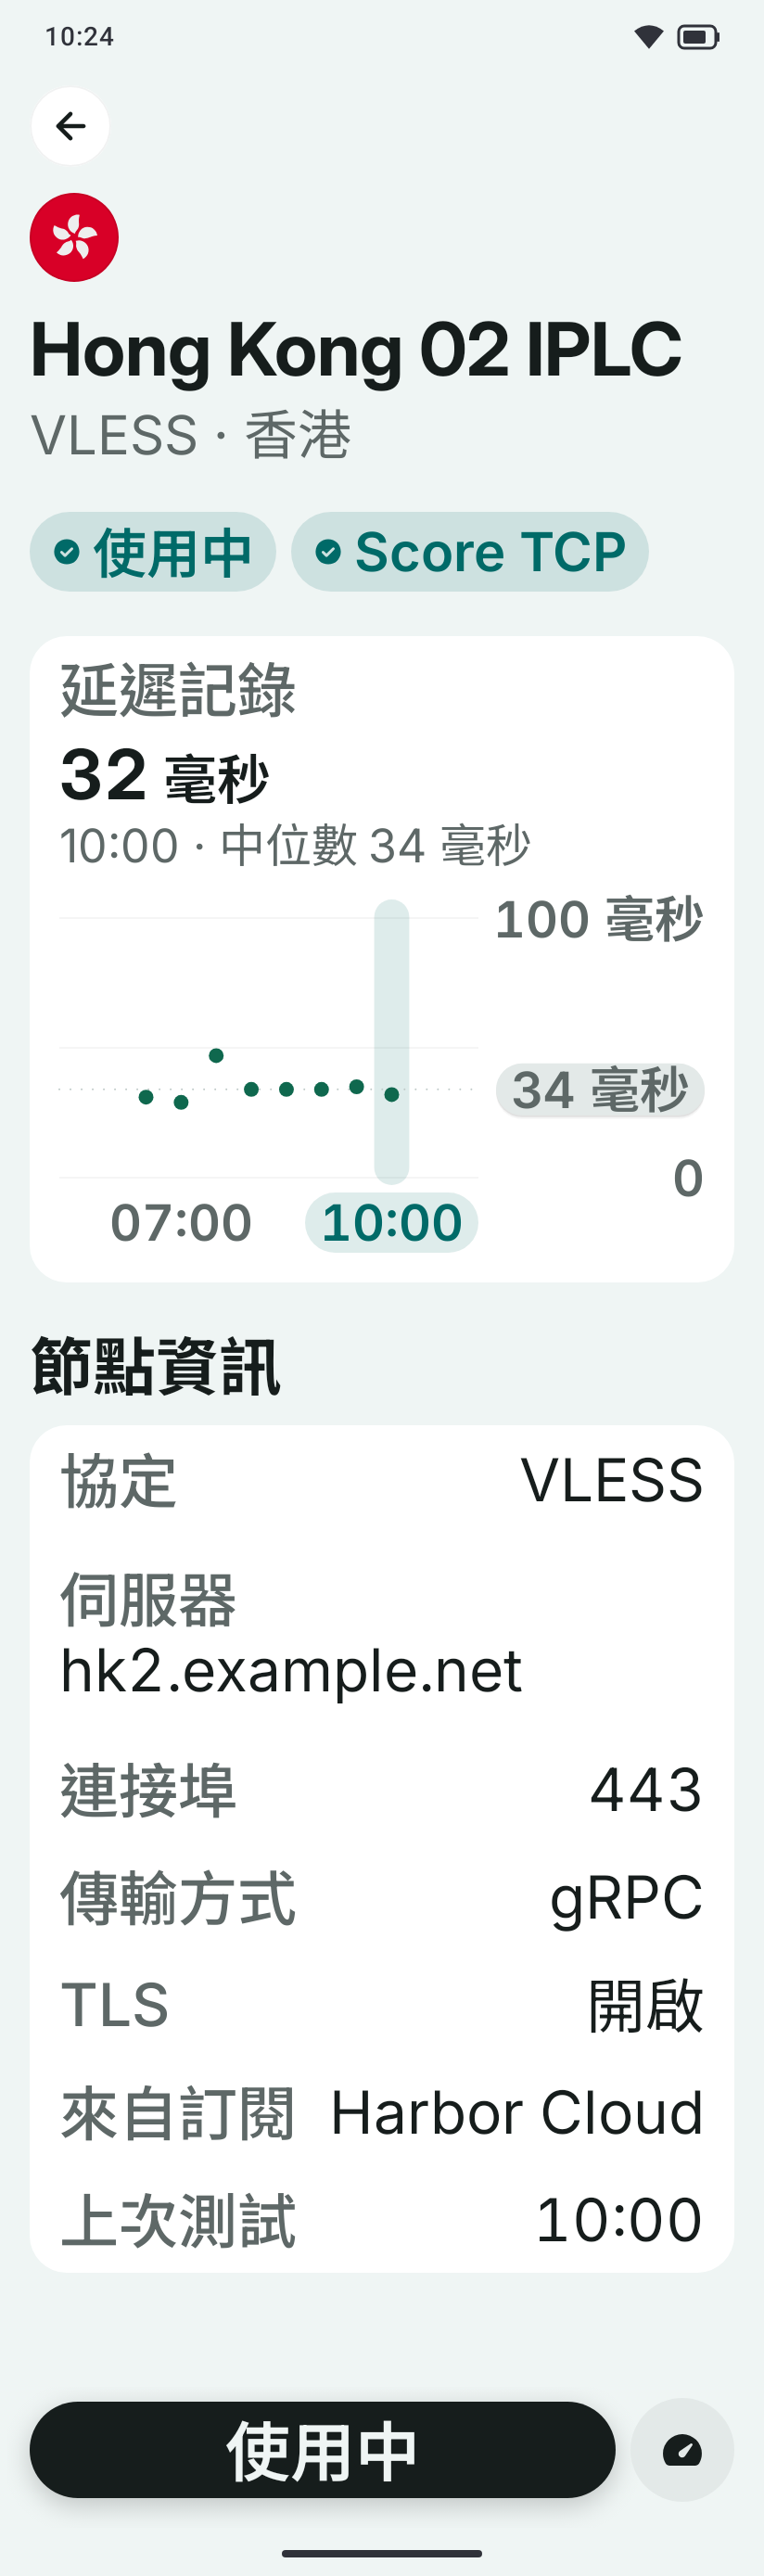 10:24
Hong Kong 02 IPLC
VLESS · 香港
使用中
Score TCP
延遲記錄
32 毫秒
10:00 · 中位數 34 毫秒
100 毫秒
34 毫秒
0
07:00
10:00
節點資訊
協定 VLESS
伺服器
hk2.example.net
連接埠 443
傳輸方式 gRPC
TLS 開啟
來自訂閱 Harbor Cloud
上次測試 10:00
使用中